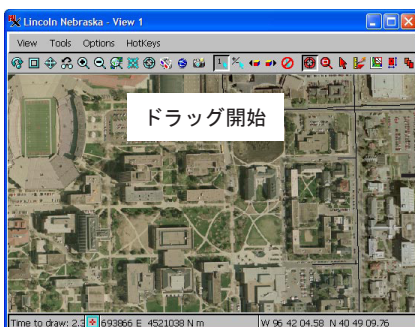 Lincoln Nebraska - View 1
View Tools Options HotKeys
ドラッグ開始
Time to draw: 2.3 693866 E 4521038 N m W 96 42 04.58 N 40 49 09.76